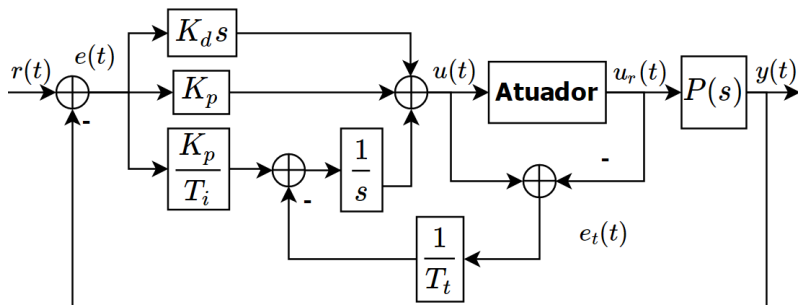 K_d s
e(t)
r(t)
K_p
u(t)
Atuador
u_r(t)
P(s)
y(t)
-
K_p
T_i
1
s
-
-
e_t(t)
1
T_t